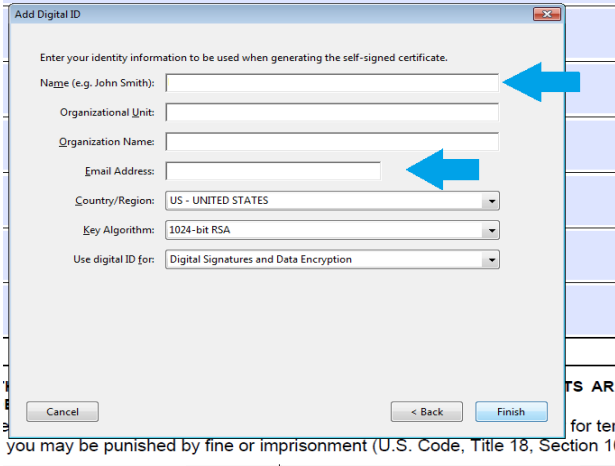 Add Digital ID
Enter your identity information to be used when generating the self-signed certificate.
Name (e.g. John Smith):
Organizational Unit:
Organization Name:
Email Address:
Country/Region: US - UNITED STATES
Key Algorithm: 1024-bit RSA
Use digital ID for: Digital Signatures and Data Encryption
TS AR
Cancel < Back Finish
for ter
you may be punished by fine or imprisonment (U.S. Code, Title 18, Section 10